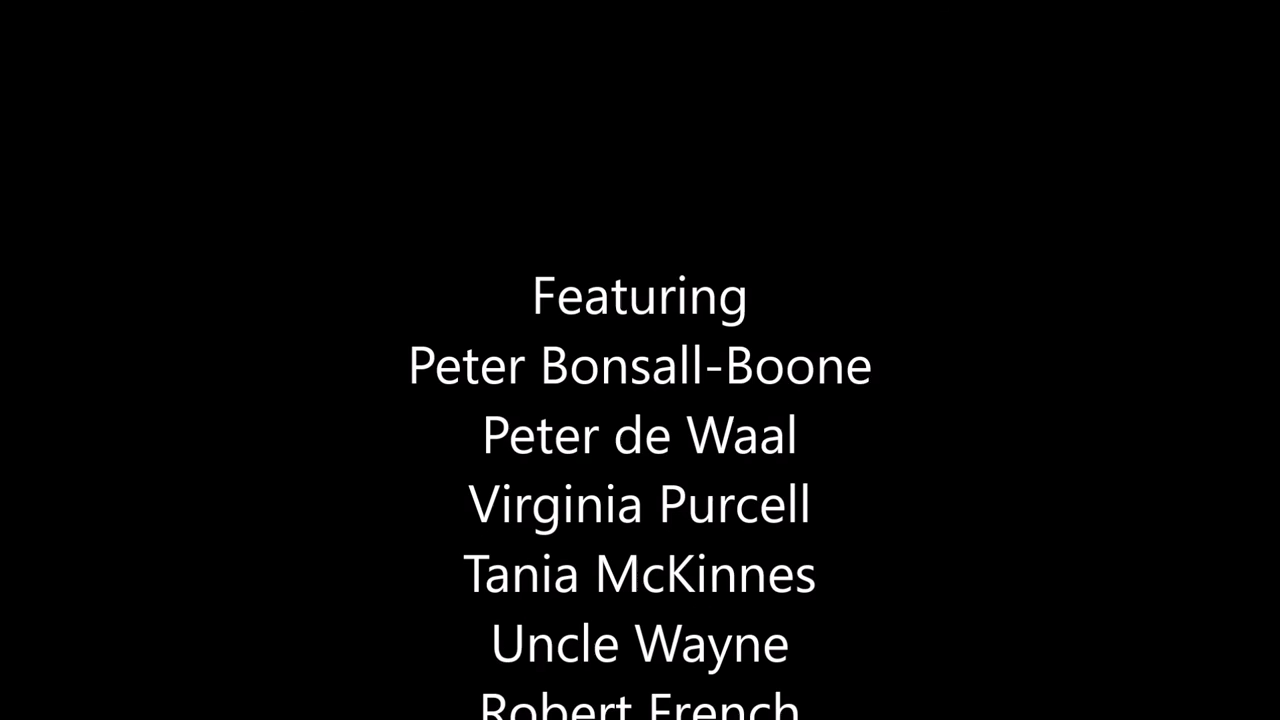 Featuring
Peter Bonsall-Boone
Peter de Waal
Virginia Purcell
Tania McKinnes
Uncle Wayne
Robert French